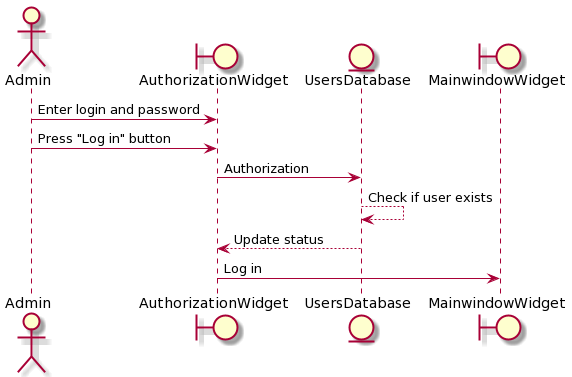 Admin
AuthorizationWidget
UsersDatabase
MainwindowWidget
Enter login and password
Press "Log in" button
Authorization
Check if user exists
Update status
Log in
Admin
AuthorizationWidget
UsersDatabase
MainwindowWidget